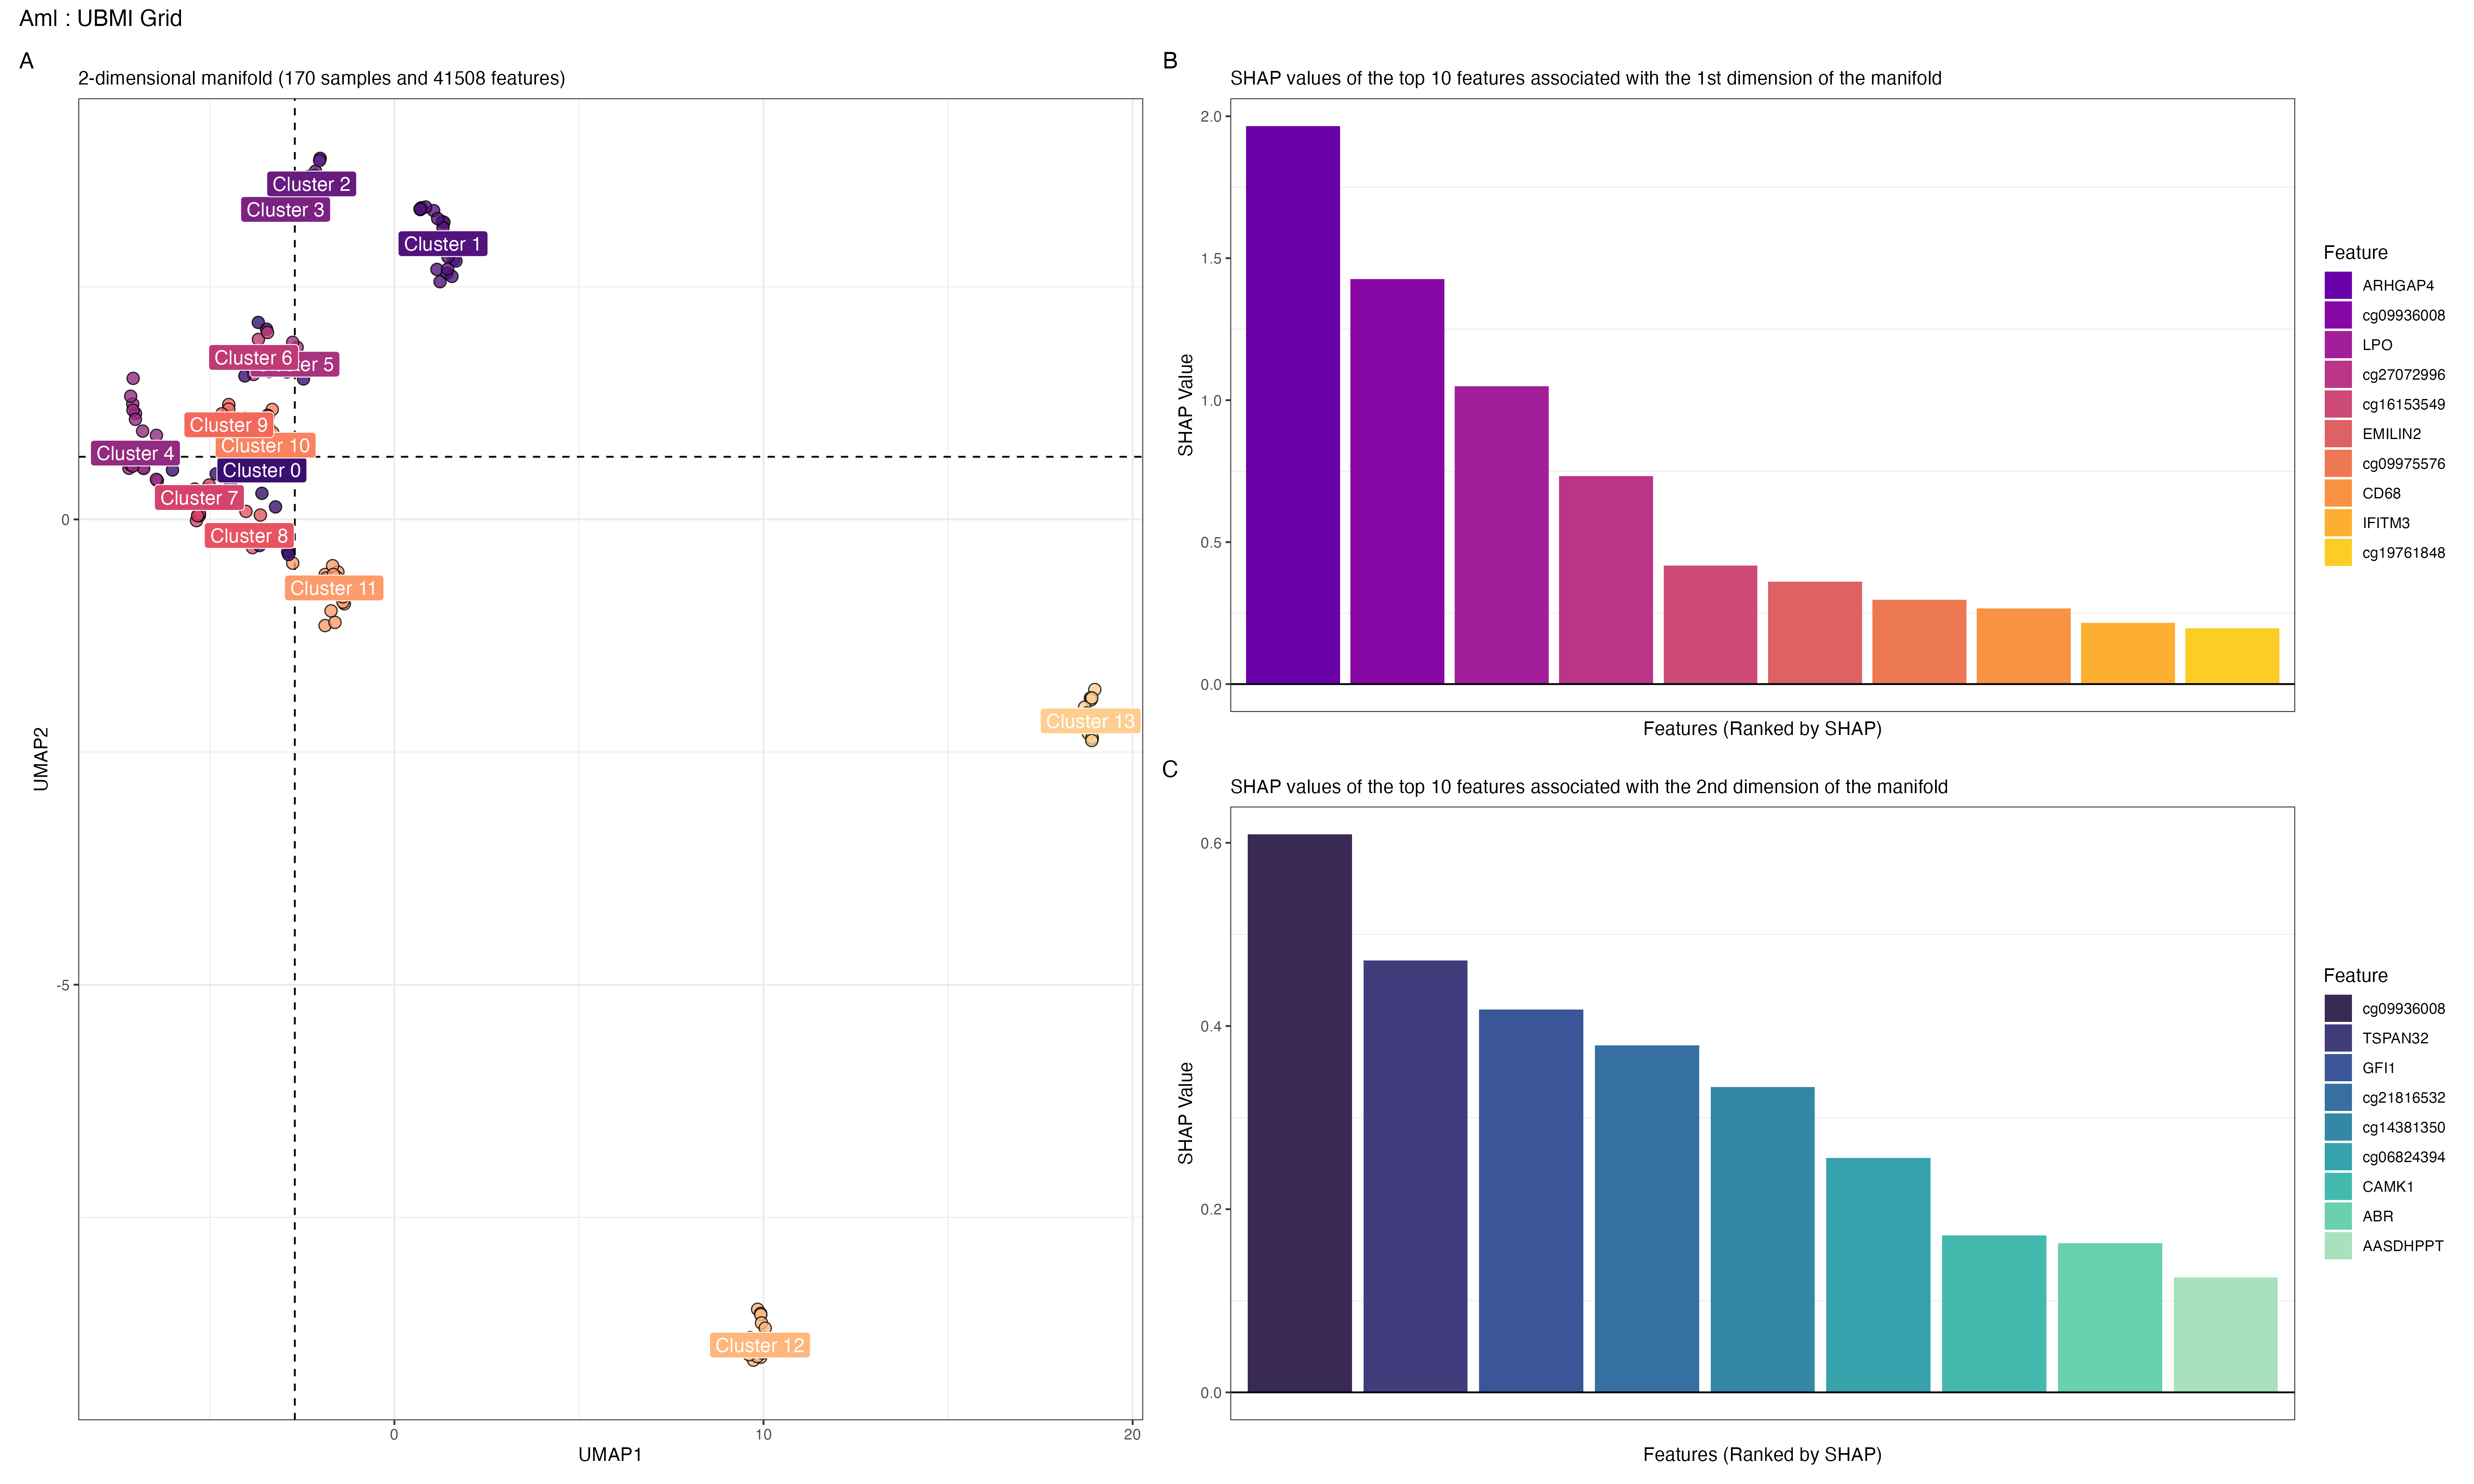 Aml : UBMI Grid
A
2-dimensional manifold (170 samples and 41508 features)
Cluster 2
Cluster 3
Cluster 1
Cluster 6
ter 5
Cluster 9
Cluster 10
Cluster 4
Cluster 0
Cluster 7
Cluster 8
Cluster 11
Cluster 13
Cluster 12
0
-5
UMAP2
0
10
20
UMAP1
B
SHAP values of the top 10 features associated with the 1st dimension of the manifold
2.0
1.5
1.0
0.5
0.0
SHAP Value
Features (Ranked by SHAP)
Feature
ARHGAP4
cg09936008
LPO
cg27072996
cg16153549
EMILIN2
cg09975576
CD68
IFITM3
cg19761848
C
SHAP values of the top 10 features associated with the 2nd dimension of the manifold
0.6
0.4
0.2
0.0
SHAP Value
Features (Ranked by SHAP)
Feature
cg09936008
TSPAN32
GFI1
cg21816532
cg14381350
cg06824394
CAMK1
ABR
AASDHPPT